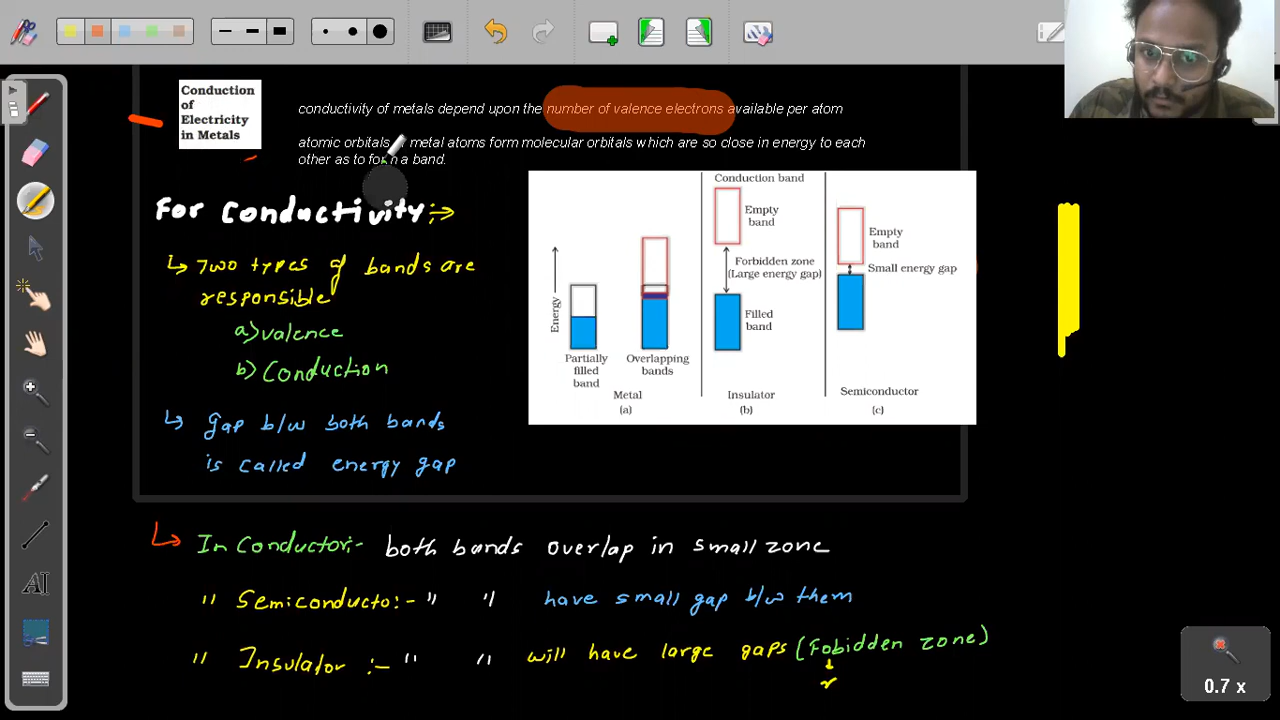 Conduction
of
Electricity
in Metals
conductivity of metals depend upon the number of valence electrons available per atom
atomic orbitals metal atoms form molecular orbitals which are so close in energy to each
other as to form a band.
For Conductivity :->
↳ Two types of bands are
responsible
a) valence
b) Conduction
↳ Gap b/w both bands
is called energy gap
Conduction band
Empty
band
Forbidden zone
(Large energy gap)
Filled
band
Empty
band
Small energy gap
Energy
Partially
filled
band
Overlapping
bands
Metal
(a)
Insulator
(b)
Semiconductor
(c)
↳ In Conductor:- both bands overlap in small zone
" Semiconducto:- " " have small gap b/w them
" Insulator :- " " will have large gaps (Fobidden zone)
r
AI
0.7 x